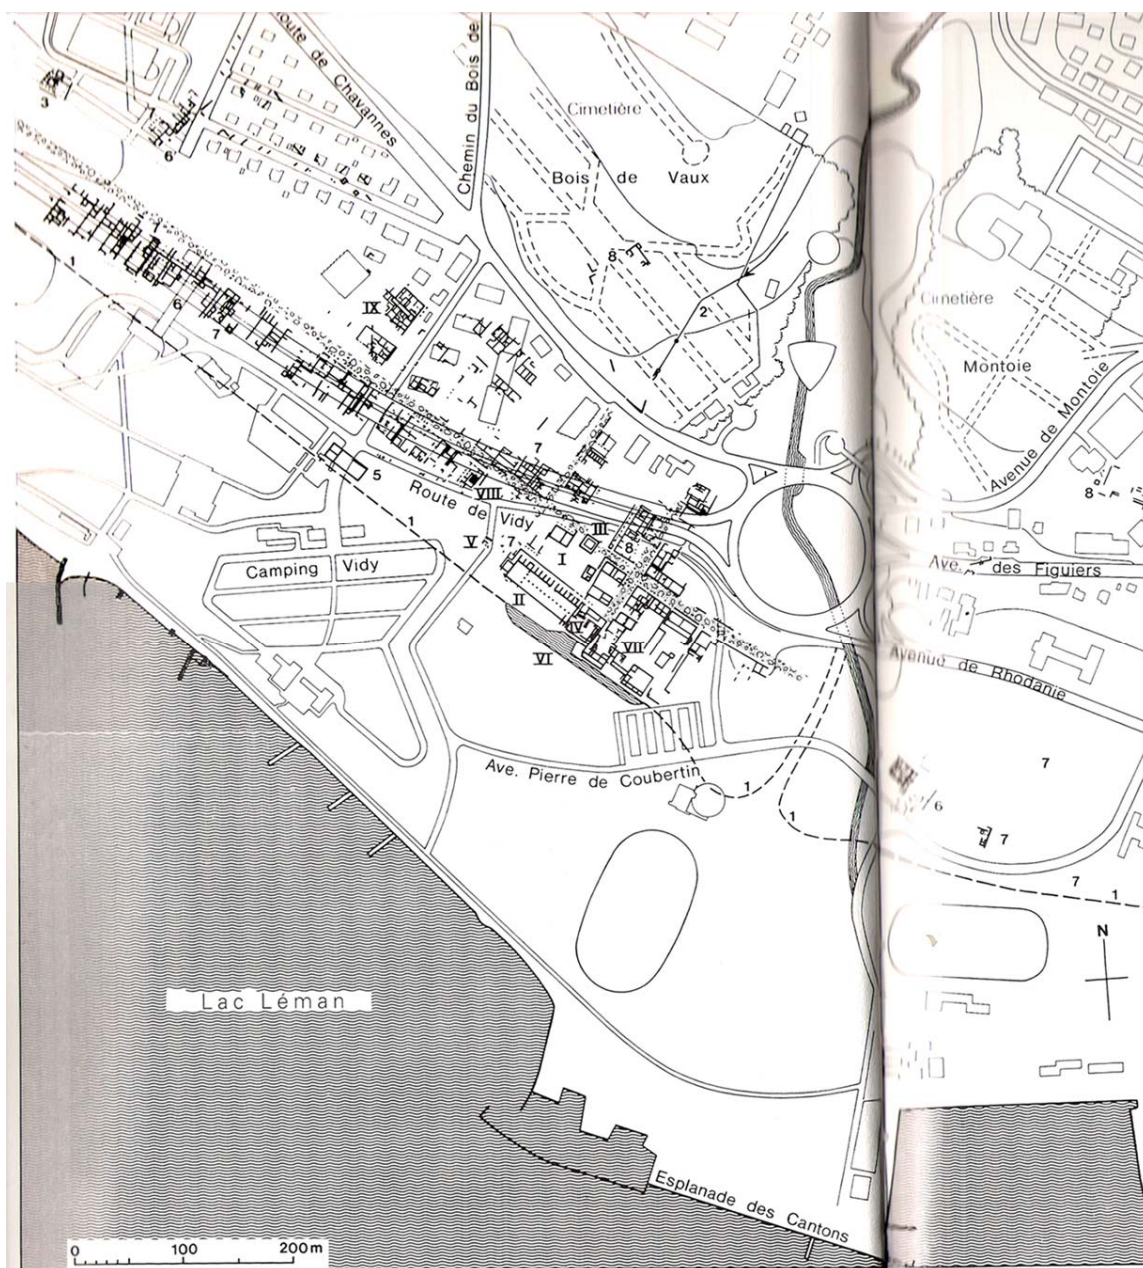 Route de Chavannes
Chemin du Bois de
Cimetière
Bois de Vaux
3
6
1
8
2
IX
6
7
Cimetière
Montoie
Avenue de Montoie
8
7
5
VIII
Route de Vidy
III
V
7
I
8
1
Camping Vidy
II
IV
VII
VI
Ave. des Figuiers
Avenue de Rhodanie
Ave. Pierre de Coubertin
1
1
7
6
7
7
1
N
Lac Léman
Esplanade des Cantons
0 100 200 m